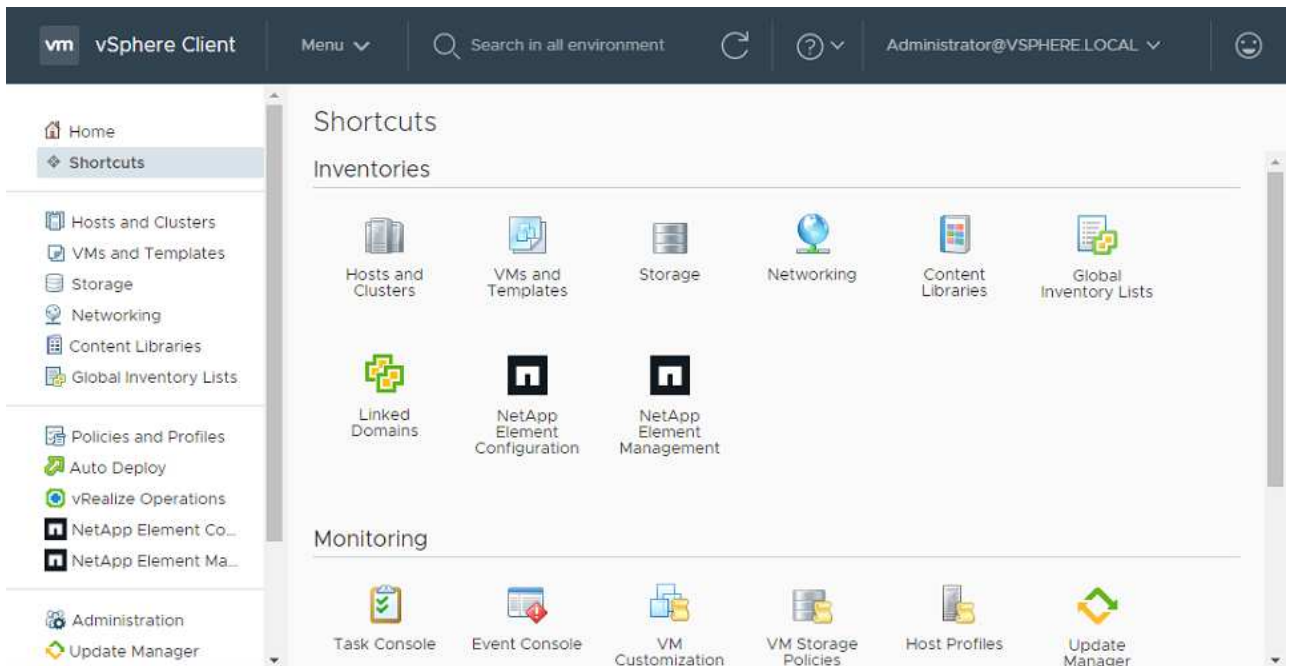 vm vSphere Client Menu Search in all environment Administrator@VSPHERE.LOCAL
Home
Shortcuts
Hosts and Clusters
VMs and Templates
Storage
Networking
Content Libraries
Global Inventory Lists
Policies and Profiles
Auto Deploy
vRealize Operations
NetApp Element Co...
NetApp Element Ma...
Administration
Update Manager
Shortcuts
Inventories
Hosts and
Clusters
VMs and
Templates
Storage
Networking
Content
Libraries
Global
Inventory Lists
Linked
Domains
NetApp
Element
Configuration
NetApp
Element
Management
Monitoring
Task Console
Event Console
VM
Customization
VM Storage
Policies
Host Profiles
Update
Manager